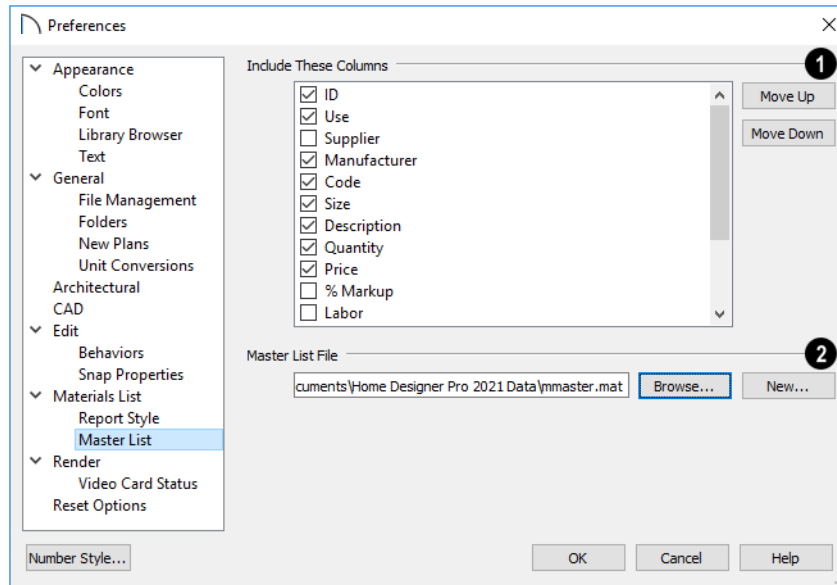 Preferences
Appearance
Colors
Font
Library Browser
Text
General
File Management
Folders
New Plans
Unit Conversions
Architectural
CAD
Edit
Behaviors
Snap Properties
Materials List
Report Style
Master List
Render
Video Card Status
Reset Options
Include These Columns
1
ID
Use
Supplier
Manufacturer
Code
Size
Description
Quantity
Price
% Markup
Labor
Move Up
Move Down
Master List File
2
cuments\Home Designer Pro 2021 Data\mmaster.mat
Browse...
New...
Number Style...
OK
Cancel
Help